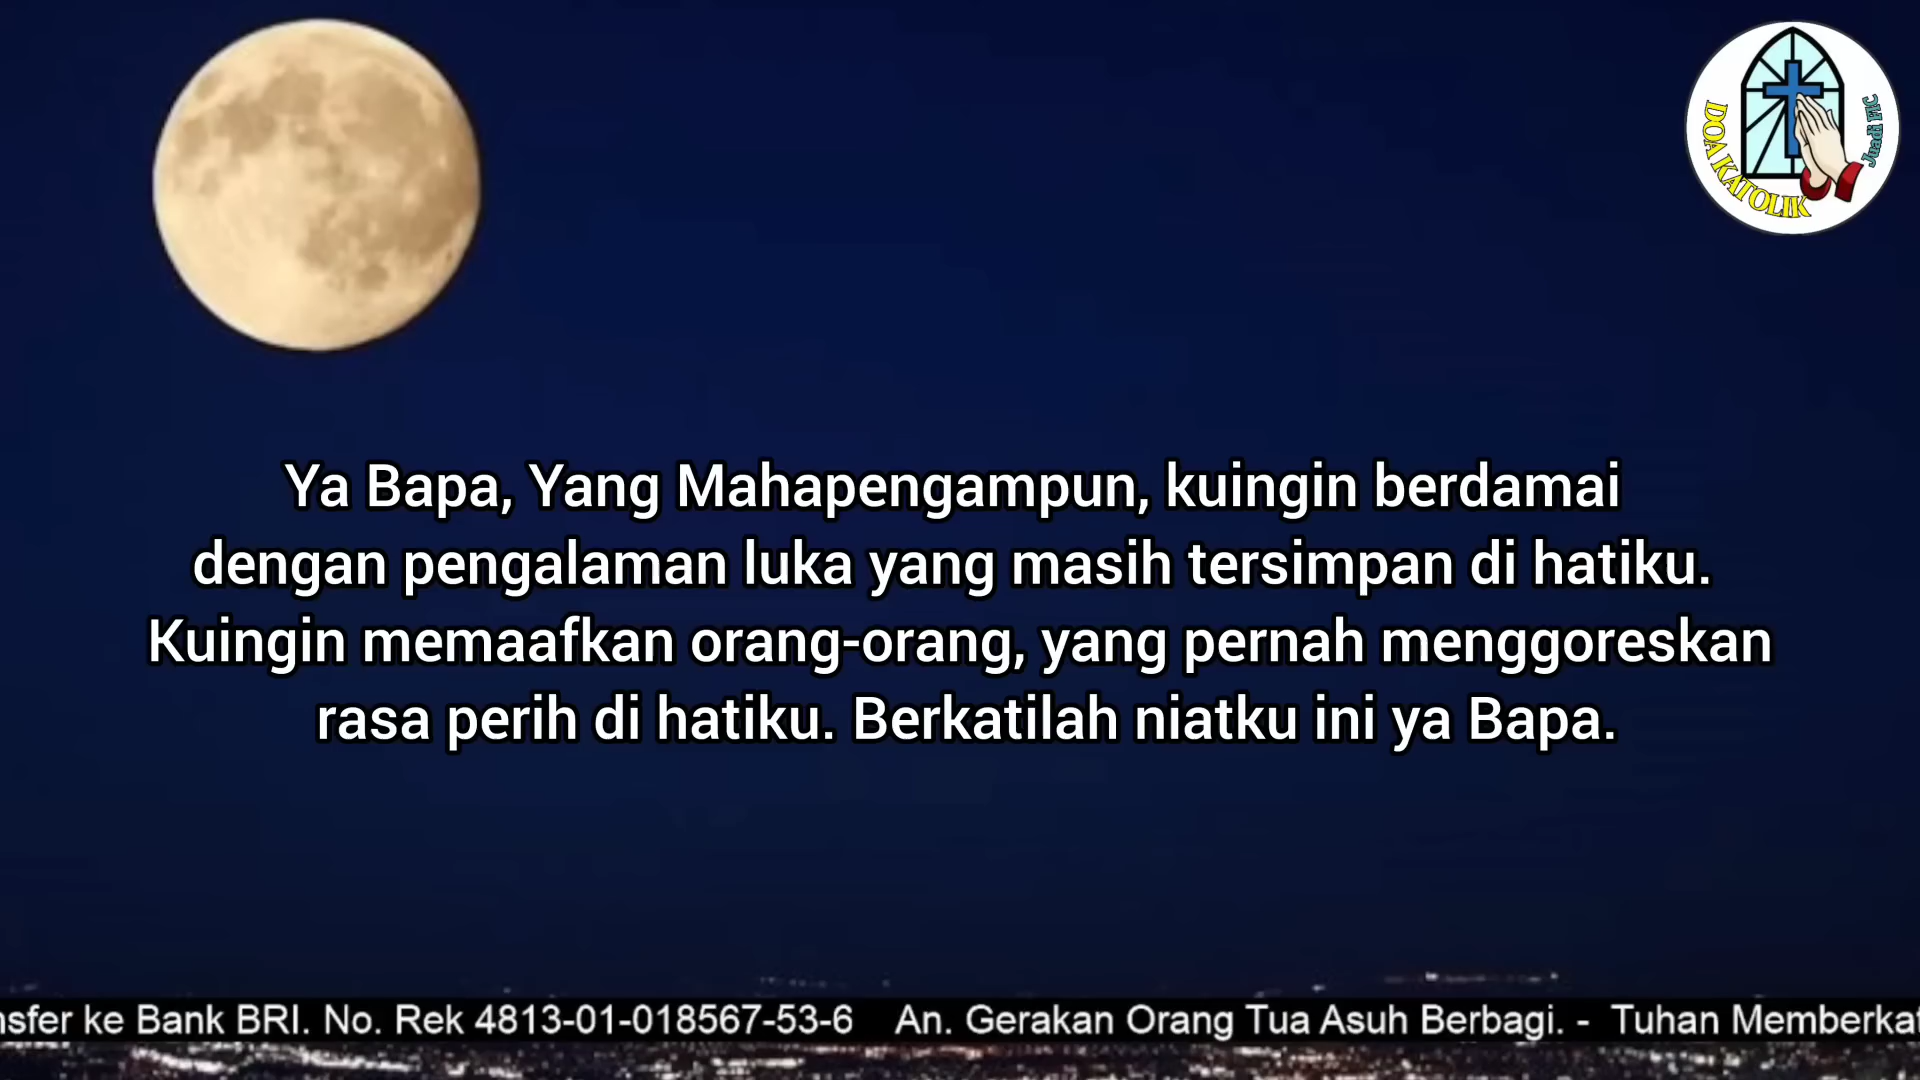 DOA KATOLIK
Juadi FIC
Ya Bapa, Yang Mahapengampun, kuingin berdamai
dengan pengalaman luka yang masih tersimpan di hatiku.
Kuingin memaafkan orang-orang, yang pernah menggoreskan
rasa perih di hatiku. Berkatilah niatku ini ya Bapa.
nsfer ke Bank BRI. No. Rek 4813-01-018567-53-6 An. Gerakan Orang Tua Asuh Berbagi. - Tuhan Memberkat